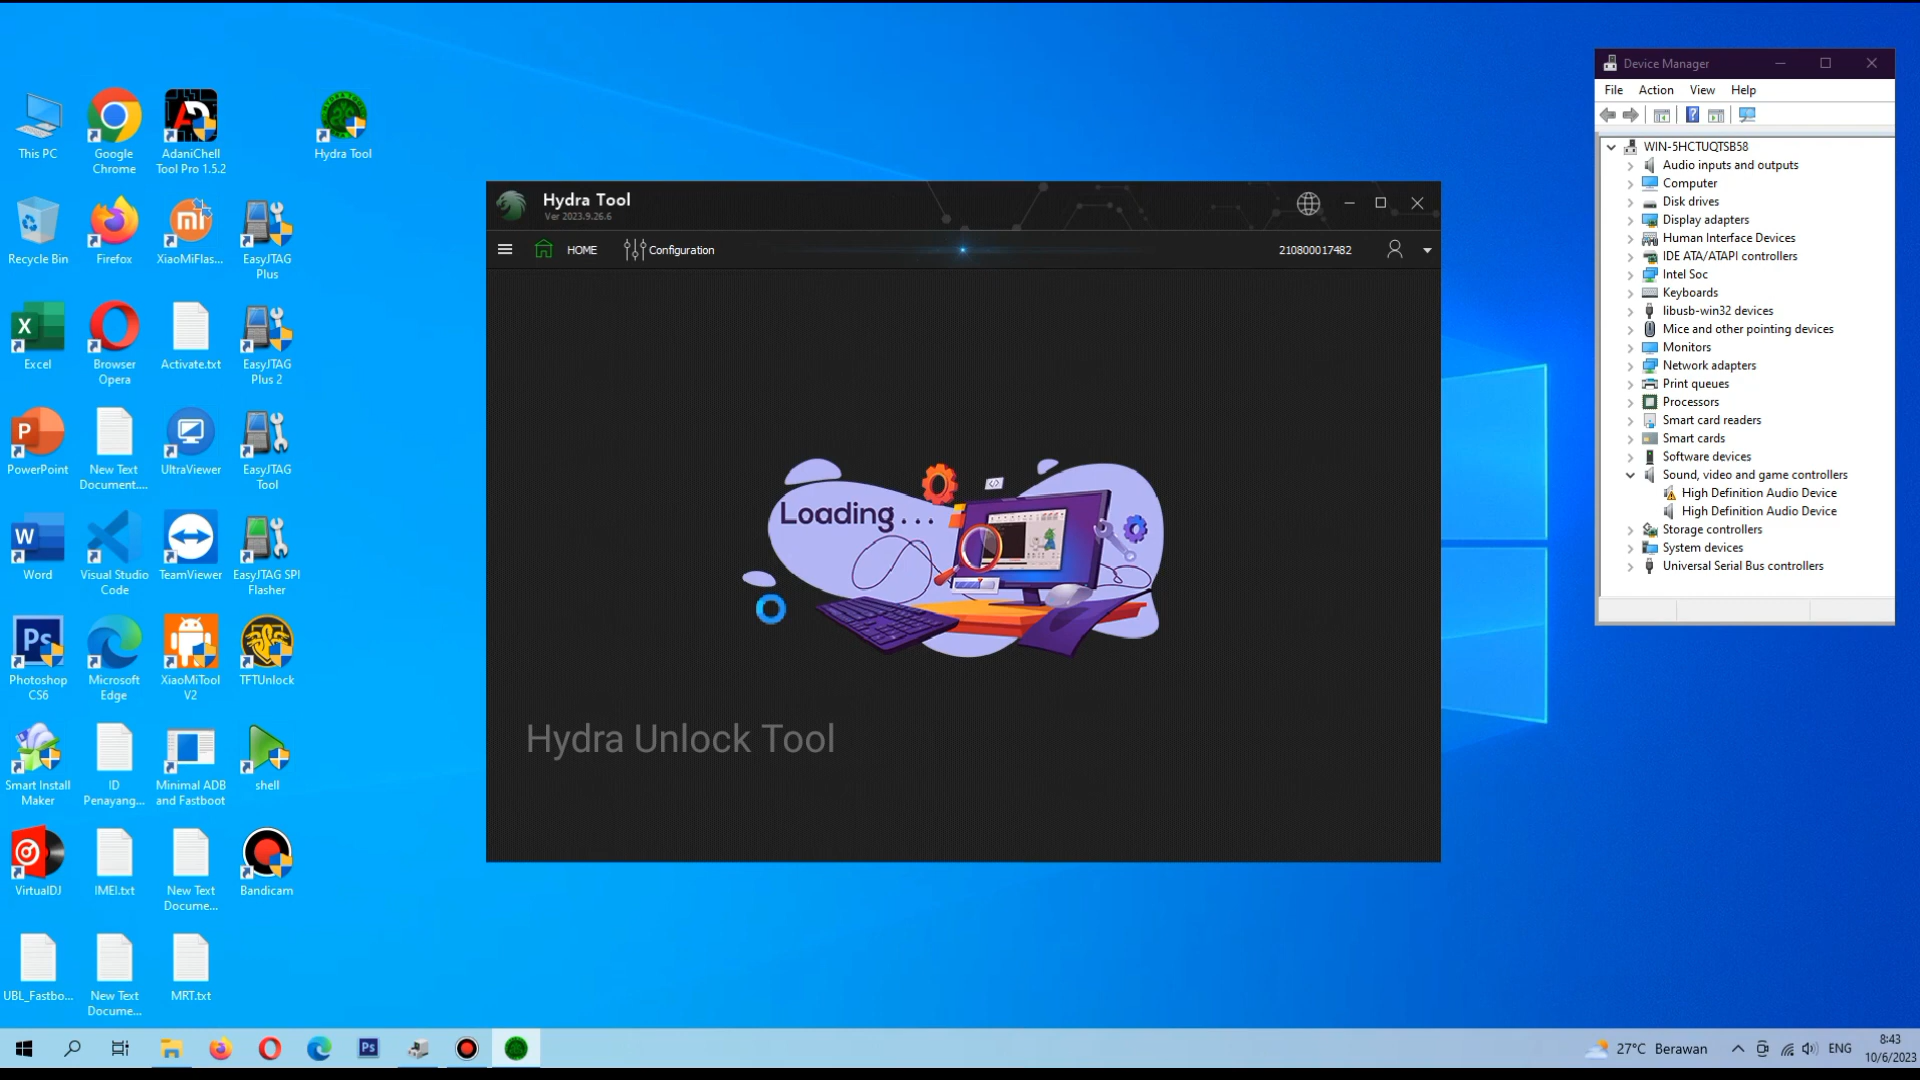 This PC
Google
Chrome
AdaniChell
Tool Pro 1.5.2
Hydra Tool
Recycle Bin
Firefox
XiaoMiFlas...
EasyJTAG
Plus
Excel
Browser
Opera
Activate.txt
EasyJTAG
Plus 2
PowerPoint
New Text
Document....
UltraViewer
EasyJTAG
Tool
Word
Visual Studio
Code
TeamViewer
EasyJTAG SPI
Flasher
Photoshop
CS6
Microsoft
Edge
XiaoMiTool
V2
TFTUnlock
Smart Install
Maker
ID
Penayang...
Minimal ADB
and Fastboot
shell
VirtualDJ
IMEI.txt
New Text
Docume...
Bandicam
UBL_Fastbo...
New Text
Docume...
MRT.txt
Hydra Tool
Ver 2023.9.26.6
HOME
Configuration
210800017482
Loading...
Hydra Unlock Tool
Device Manager
File Action View Help
WIN-5HCTUQTSB58
Audio inputs and outputs
Computer
Disk drives
Display adapters
Human Interface Devices
IDE ATA/ATAPI controllers
Intel Soc
Keyboards
libusb-win32 devices
Mice and other pointing devices
Monitors
Network adapters
Print queues
Processors
Smart card readers
Smart cards
Software devices
Sound, video and game controllers
High Definition Audio Device
High Definition Audio Device
Storage controllers
System devices
Universal Serial Bus controllers
27°C Berawan
ENG
8:43
10/6/2023